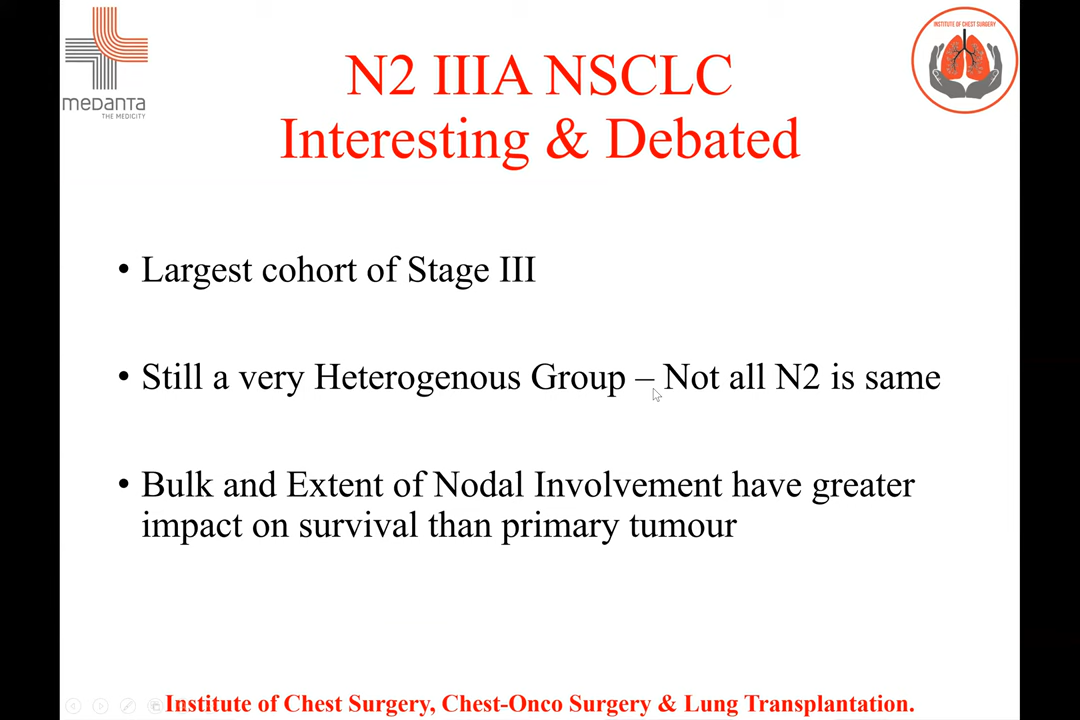 medanta
THE MEDICITY
INSTITUTE OF CHEST SURGERY
N2 IIIA NSCLC
Interesting & Debated
• Largest cohort of Stage III
• Still a very Heterogenous Group – Not all N2 is same
• Bulk and Extent of Nodal Involvement have greater
impact on survival than primary tumour
Institute of Chest Surgery, Chest-Onco Surgery & Lung Transplantation.